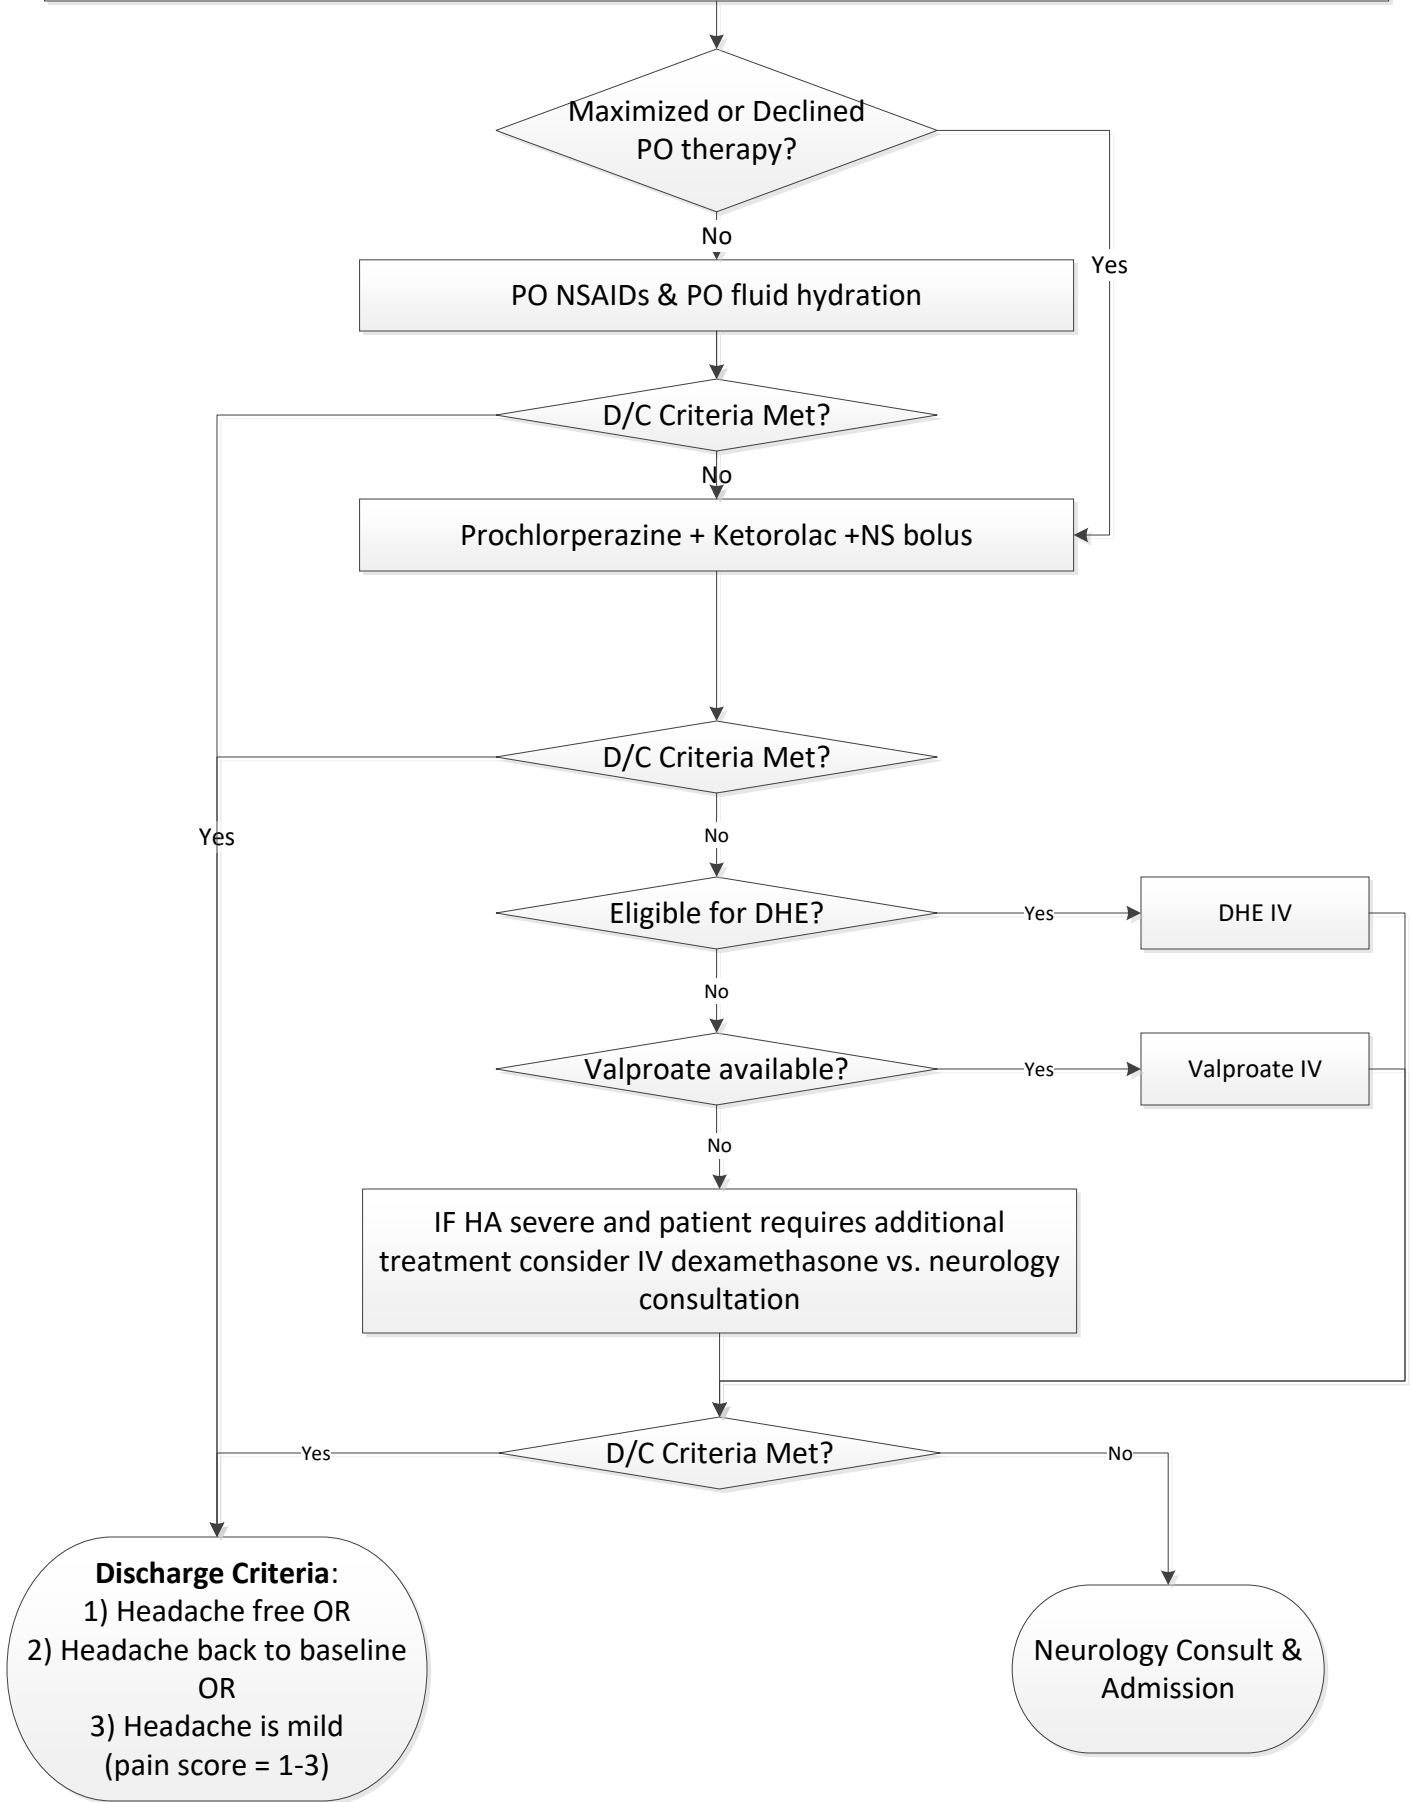 Maximized or Declined
PO therapy?
No
Yes
PO NSAIDs & PO fluid hydration
D/C Criteria Met?
No
Prochlorperazine + Ketorolac +NS bolus
D/C Criteria Met?
Yes
No
Eligible for DHE?
Yes
DHE IV
No
Valproate available?
Yes
Valproate IV
No
IF HA severe and patient requires additional
treatment consider IV dexamethasone vs. neurology
consultation
D/C Criteria Met?
Yes
No
Discharge Criteria:
1) Headache free OR
2) Headache back to baseline
OR
3) Headache is mild
(pain score = 1-3)
Neurology Consult &
Admission